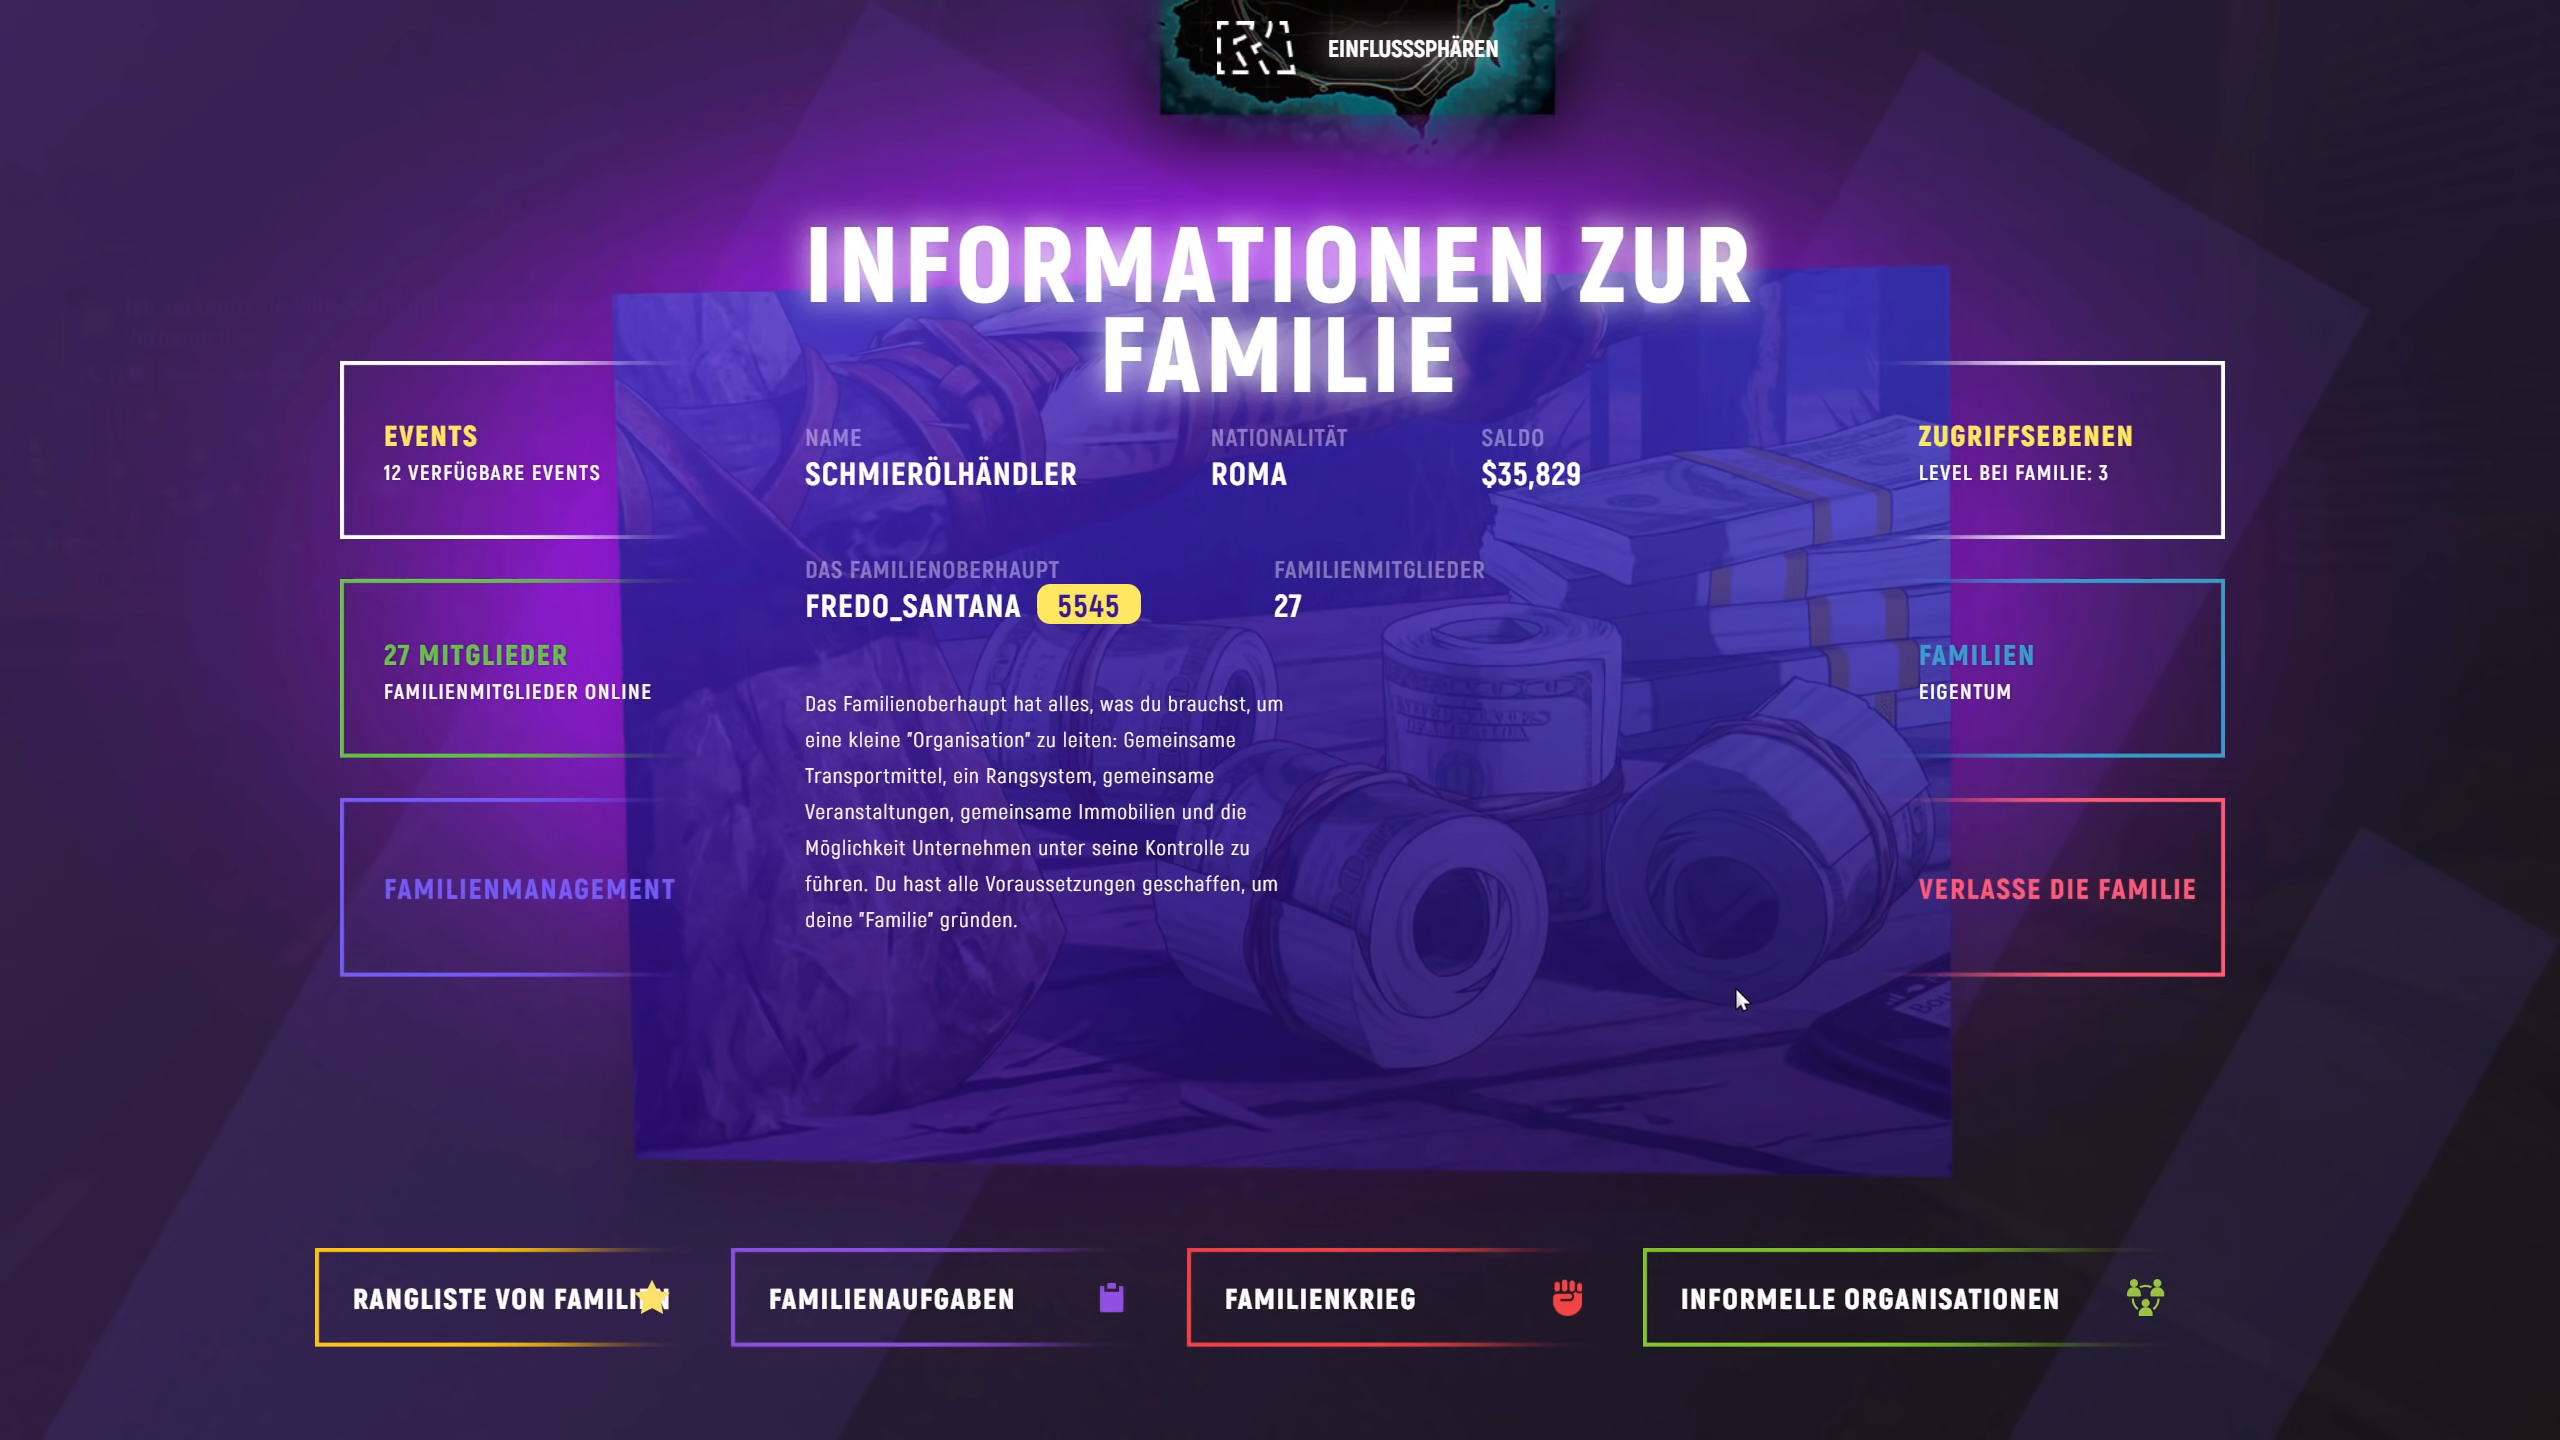 EINFLUSSSPHÄREN
INFORMATIONEN ZUR
FAMILIE
EVENTS
12 VERFÜGBARE EVENTS
27 MITGLIEDER
FAMILIENMITGLIEDER ONLINE
FAMILIENMANAGEMENT
NAME
SCHMIERÖLHÄNDLER
NATIONALITÄT
ROMA
SALDO
$35,829
DAS FAMILIENOBERHAUPT
FREDO_SANTANA 5545
FAMILIENMITGLIEDER
27
Das Familienoberhaupt hat alles, was du brauchst, um
eine kleine "Organisation" zu leiten: Gemeinsame
Transportmittel, ein Rangsystem, gemeinsame
Veranstaltungen, gemeinsame Immobilien und die
Möglichkeit Unternehmen unter seine Kontrolle zu
führen. Du hast alle Voraussetzungen geschaffen, um
deine "Familie" gründen.
ZUGRIFFSEBENEN
LEVEL BEI FAMILIE: 3
FAMILIEN
EIGENTUM
VERLASSE DIE FAMILIE
RANGLISTE VON FAMILIEN
FAMILIENAUFGABEN
FAMILIENKRIEG
INFORMELLE ORGANISATIONEN